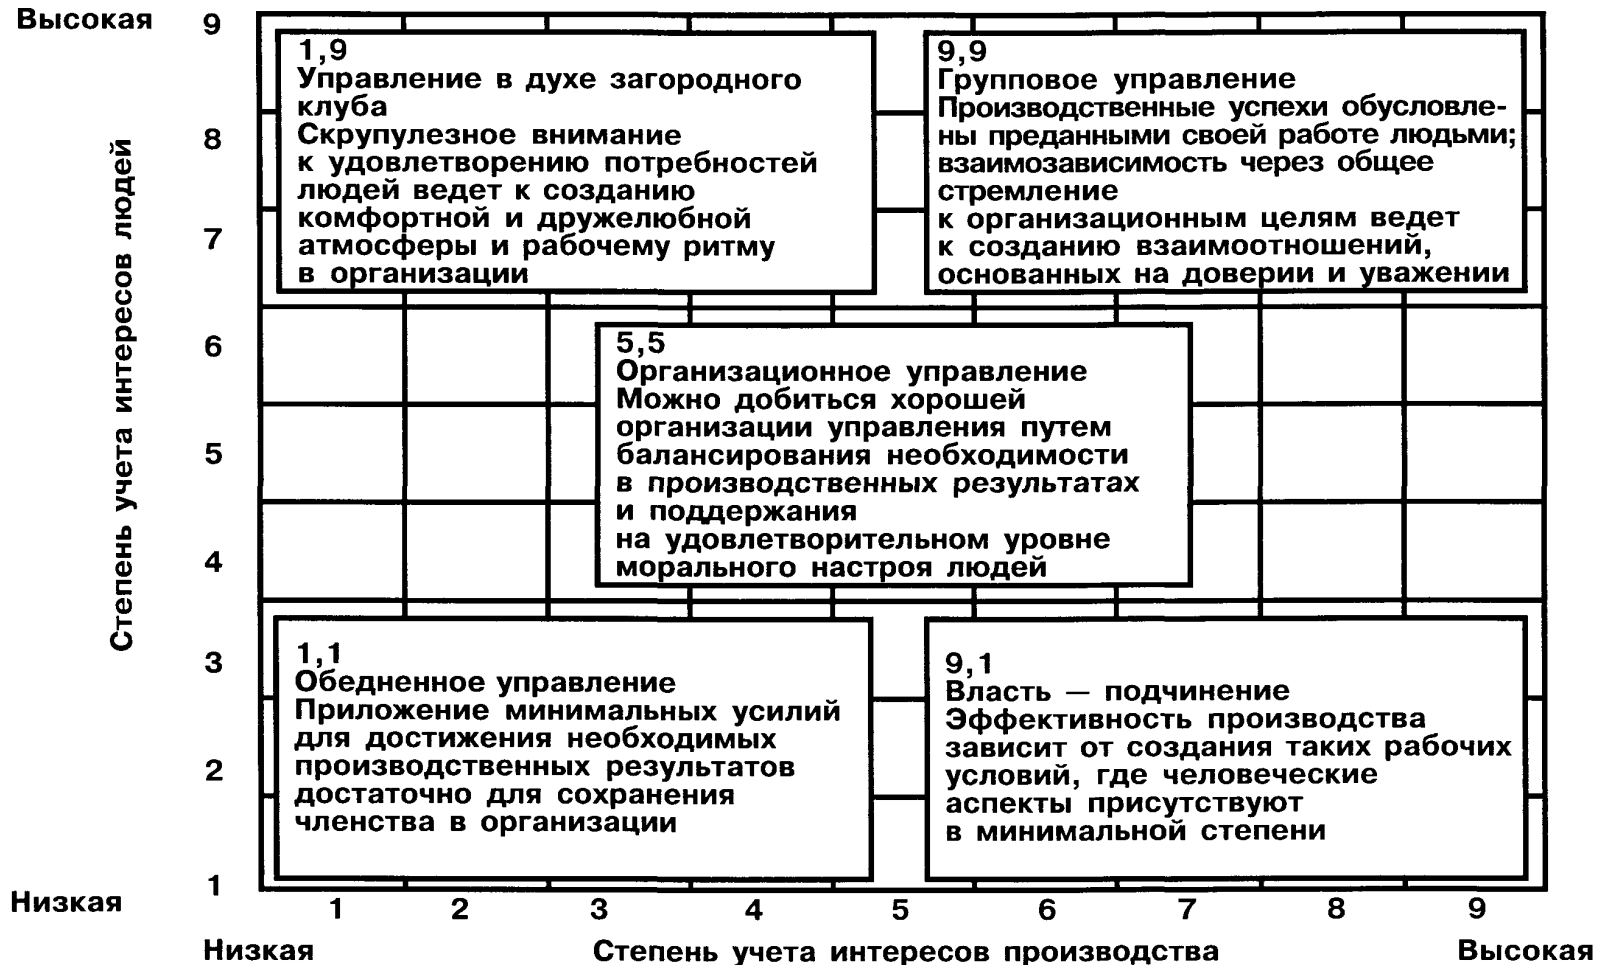 Высокая
9
8
7
6
5
4
3
2
1
Низкая
Степень учета интересов людей
1,9
Управление в духе загородного
клуба
Скрупулезное внимание
к удовлетворению потребностей
людей ведет к созданию
комфортной и дружелюбной
атмосферы и рабочему ритму
в организации
9,9
Групповое управление
Производственные успехи обусловле-
ны преданными своей работе людьми;
взаимозависимость через общее
стремление
к организационным целям ведет
к созданию взаимоотношений,
основанных на доверии и уважении
5,5
Организационное управление
Можно добиться хорошей
организации управления путем
балансирования необходимости
в производственных результатах
и поддержания
на удовлетворительном уровне
морального настроя людей
1,1
Обедненное управление
Приложение минимальных усилий
для достижения необходимых
производственных результатов
достаточно для сохранения
членства в организации
9,1
Власть — подчинение
Эффективность производства
зависит от создания таких рабочих
условий, где человеческие
аспекты присутствуют
в минимальной степени
1 2 3 4 5 6 7 8 9
Низкая Степень учета интересов производства Высокая